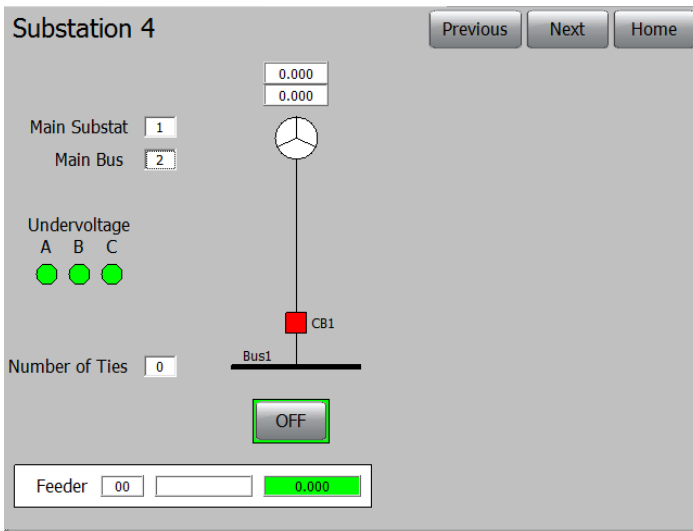 Substation 4
Previous
Next
Home
0.000
0.000
Main Substat 1
Main Bus 2
Undervoltage
A B C
CB1
Bus1
Number of Ties 0
OFF
Feeder 00 0.000